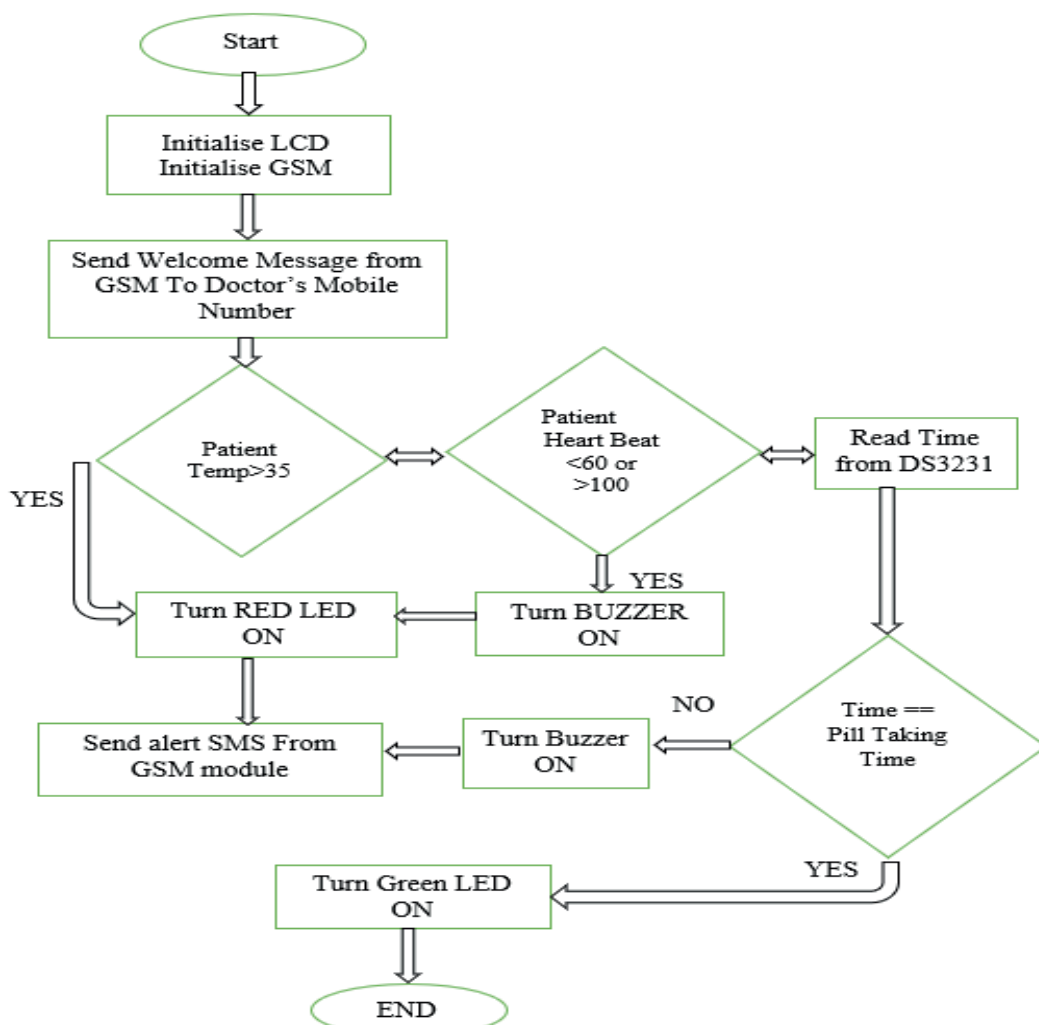 Start
Initialise LCD
Initialise GSM
Send Welcome Message from
GSM To Doctor’s Mobile
Number
Patient
Temp>35
Patient
Heart Beat
<60 or
>100
Read Time
from DS3231
YES
YES
Turn RED LED
ON
Turn BUZZER
ON
NO
Time ==
Pill Taking
Time
Send alert SMS From
GSM module
Turn Buzzer
ON
YES
Turn Green LED
ON
END